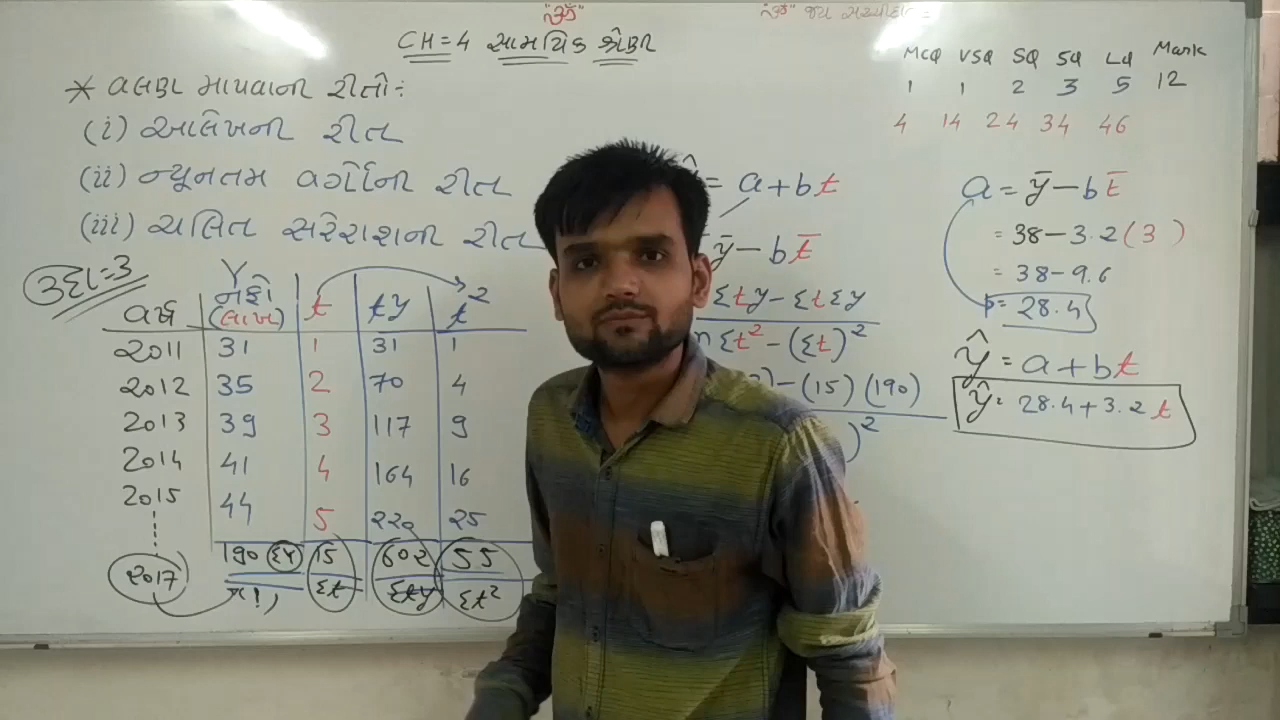 "ૐ"
"ૐ" જય
CH=4 સામયિક શ્રેણી
* વલણ માપવાની રીતો:
(i) આલેખની રીત
(ii) ન્યૂનતમ વર્ગોની રીત
(iii) ચલિત સરેરાશની રીત
ઉદા=3
વર્ષ Y નફો (લાખ) t ty t²
2011 31 1 31 1
2012 35 2 70 4
2013 39 3 117 9
2014 41 4 164 16
2015 44 5 220 25
190 ΣY 15 602 55
Σt Σty Σt²
2017 (!)
= a+bt
ȳ-bt̄
Σty-ΣtΣy
nΣt²-(Σt)²
)-(15)(190)
)²
MCQ VSQ SQ SQ LQ Mark
1 1 2 3 5 12
4 14 24 34 46
a=ȳ-bt̄
=38-3.2(3)
=38-9.6
=28.4
ŷ=a+bt
ŷ=28.4+3.2t